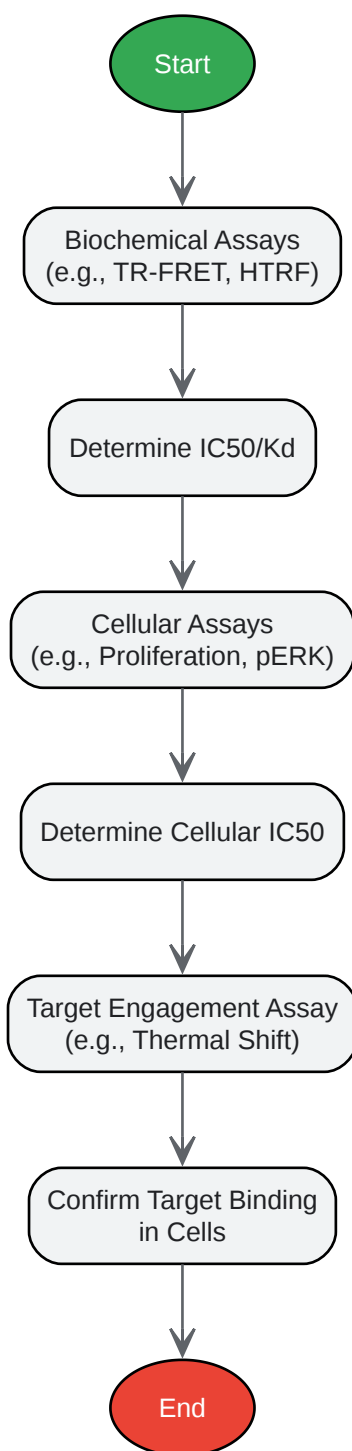 Start
Biochemical Assays
(e.g., TR-FRET, HTRF)
Determine IC50/Kd
Cellular Assays
(e.g., Proliferation, pERK)
Determine Cellular IC50
Target Engagement Assay
(e.g., Thermal Shift)
Confirm Target Binding
in Cells
End